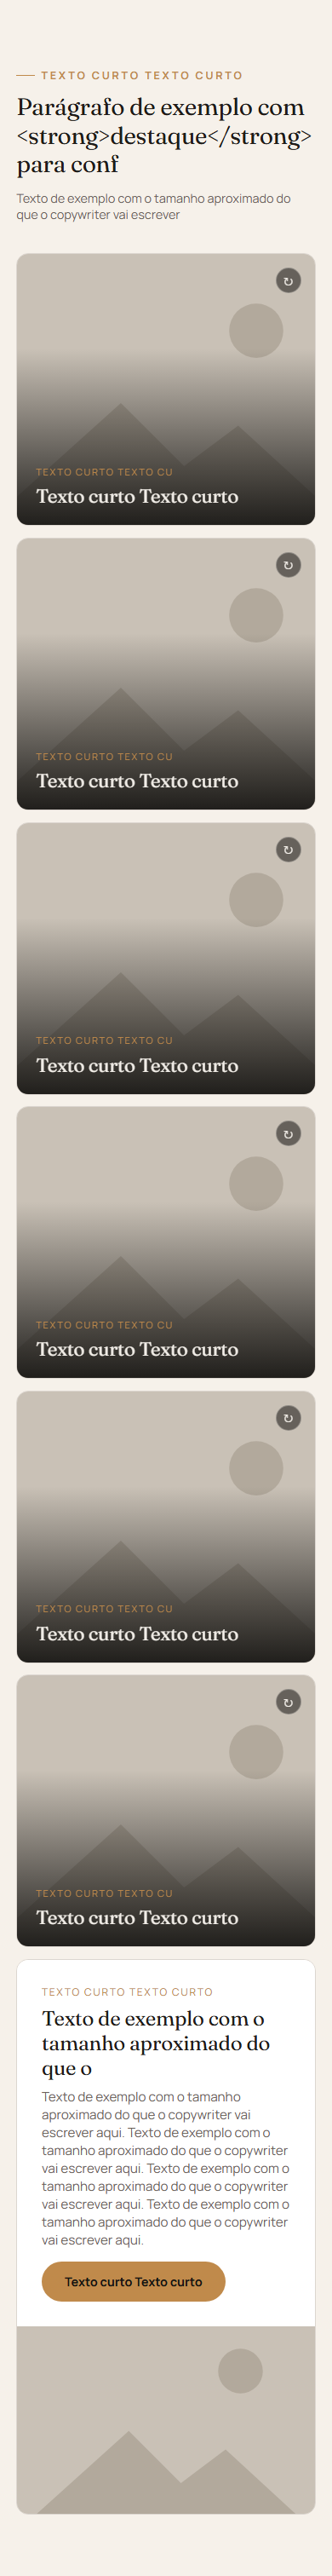 TEXTO CURTO TEXTO CURTO
Parágrafo de exemplo com
<strong>destaque</strong>
para conf
Texto de exemplo com o tamanho aproximado do
que o copywriter vai escrever
TEXTO CURTO TEXTO CU
Texto curto Texto curto
TEXTO CURTO TEXTO CU
Texto curto Texto curto
TEXTO CURTO TEXTO CU
Texto curto Texto curto
TEXTO CURTO TEXTO CU
Texto curto Texto curto
TEXTO CURTO TEXTO CU
Texto curto Texto curto
TEXTO CURTO TEXTO CU
Texto curto Texto curto
TEXTO CURTO TEXTO CURTO
Texto de exemplo com o
tamanho aproximado do
que o
Texto de exemplo com o tamanho
aproximado do que o copywriter vai
escrever aqui. Texto de exemplo com o
tamanho aproximado do que o copywriter
vai escrever aqui. Texto de exemplo com o
tamanho aproximado do que o copywriter
vai escrever aqui. Texto de exemplo com o
tamanho aproximado do que o copywriter
vai escrever aqui.
Texto curto Texto curto